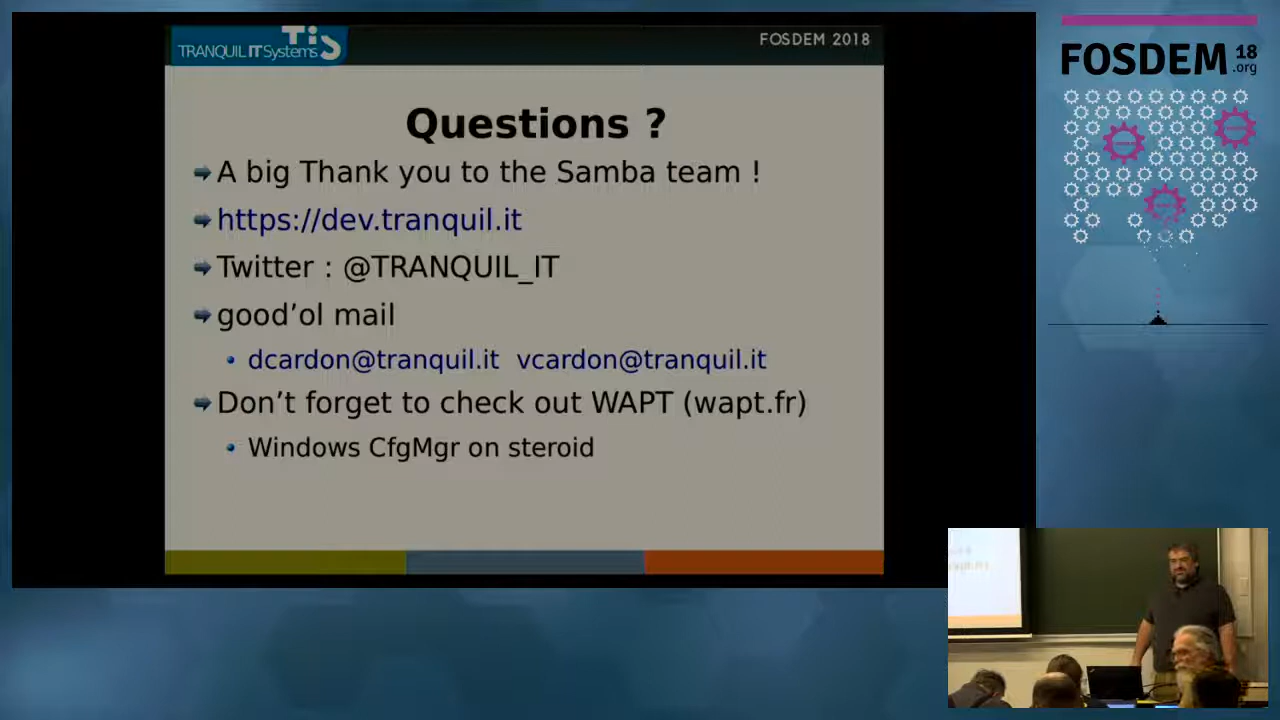 TRANQUIL IT Systems
TiS
FOSDEM 2018
Questions ?
A big Thank you to the Samba team !
https://dev.tranquil.it
Twitter : @TRANQUIL_IT
good’ol mail
dcardon@tranquil.it vcardon@tranquil.it
Don’t forget to check out WAPT (wapt.fr)
Windows CfgMgr on steroid
FOSDEM 18
.org